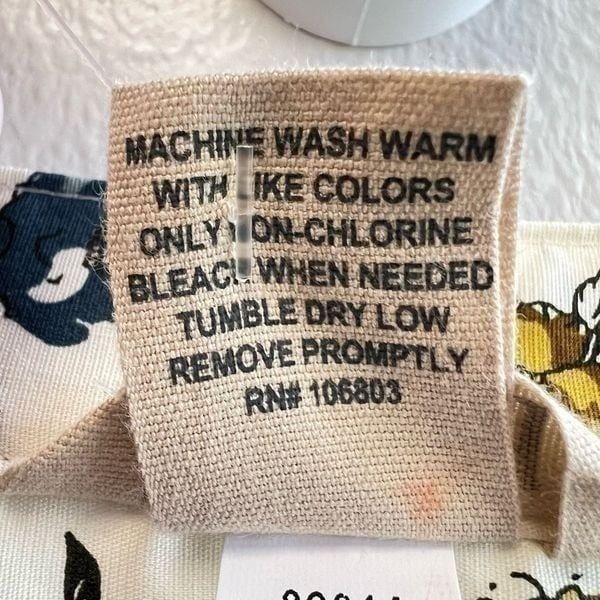 MACHINE WASH WARM
WITH LIKE COLORS
ONLY NON-CHLORINE
BLEACH WHEN NEEDED
TUMBLE DRY LOW
REMOVE PROMPTLY
RN# 106803